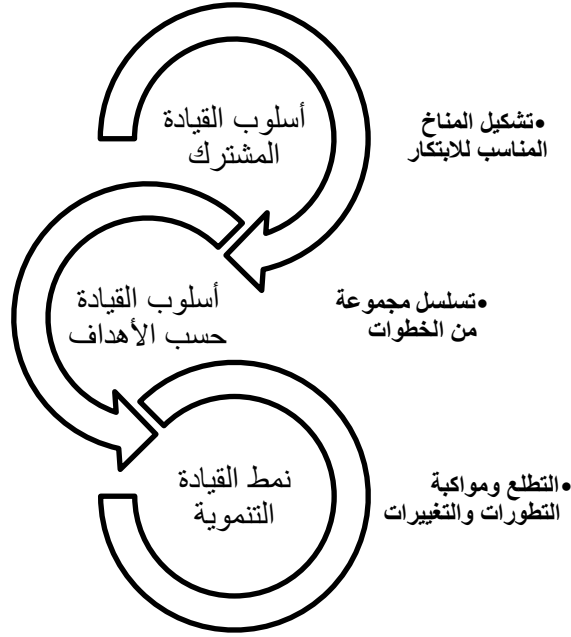 أسلوب القيادة
المشترك
•تشكيل المناخ
المناسب للابتكار
أسلوب القيادة
حسب الأهداف
•تسلسل مجموعة
من الخطوات
نمط القيادة
التنموية
•التطلع ومواكبة
التطورات والتغييرات